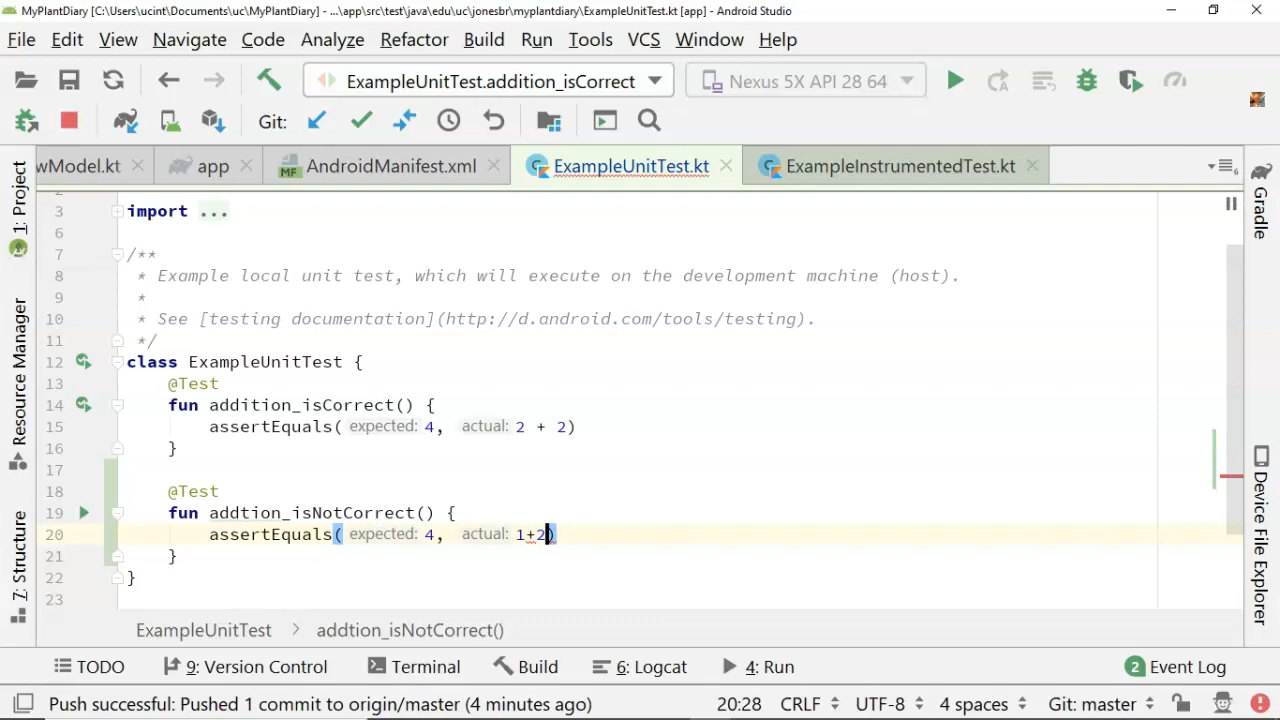 MyPlantDiary [C:\Users\ucint\Documents\uc\MyPlantDiary] - ...\app\src\test\java\edu\uc\jonesbr\myplantdiary\ExampleUnitTest.kt [app] - Android Studio
File Edit View Navigate Code Analyze Refactor Build Run Tools VCS Window Help
ExampleUnitTest.addition_isCorrect Nexus 5X API 28 64
Git:
wModel.kt app MF AndroidManifest.xml ExampleUnitTest.kt ExampleInstrumentedTest.kt
3 import ...
6
7 /**
8 * Example local unit test, which will execute on the development machine (host).
9 *
10 * See [testing documentation](http://d.android.com/tools/testing).
11 */
12 class ExampleUnitTest {
13 @Test
14 fun addition_isCorrect() {
15 assertEquals( expected: 4, actual: 2 + 2)
16 }
17
18 @Test
19 fun addtion_isNotCorrect() {
20 assertEquals( expected: 4, actual: 1+2)
21 }
22 }
23
1: Project
Resource Manager
7: Structure
Gradle
Device File Explorer
ExampleUnitTest > addtion_isNotCorrect()
TODO 9: Version Control Terminal Build 6: Logcat 4: Run 2 Event Log
Push successful: Pushed 1 commit to origin/master (4 minutes ago) 20:28 CRLF UTF-8 4 spaces Git: master